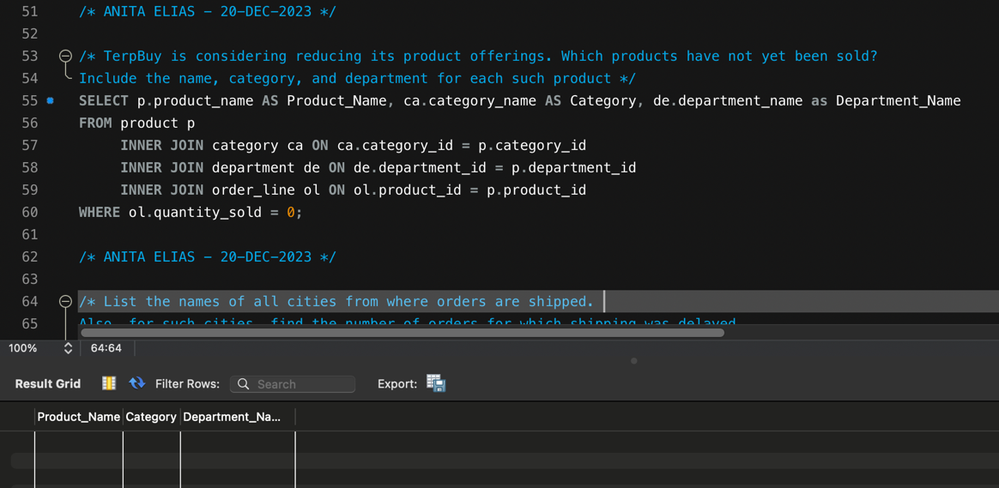 51 /* ANITA ELIAS - 20-DEC-2023 */
52
53 /* TerpBuy is considering reducing its product offerings. Which products have not yet been sold?
54 Include the name, category, and department for each such product */
55 SELECT p.product_name AS Product_Name, ca.category_name AS Category, de.department_name as Department_Name
56 FROM product p
57 INNER JOIN category ca ON ca.category_id = p.category_id
58 INNER JOIN department de ON de.department_id = p.department_id
59 INNER JOIN order_line ol ON ol.product_id = p.product_id
60 WHERE ol.quantity_sold = 0;
61
62 /* ANITA ELIAS - 20-DEC-2023 */
63
64 /* List the names of all cities from where orders are shipped.
65 Also, for such cities, find the number of orders for which shipping was delayed
100% 64:64
Result Grid Filter Rows: Search Export:
Product_Name Category Department_Na...